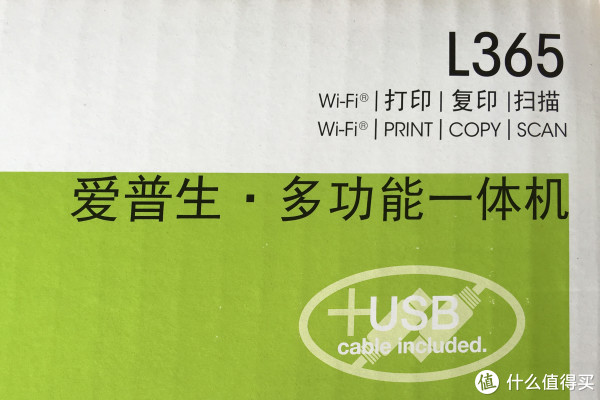 L365
Wi-Fi® | 打印 | 复印 | 扫描
Wi-Fi® | PRINT | COPY | SCAN
爱普生·多功能一体机
+USB
cable included.
值 什么值得买